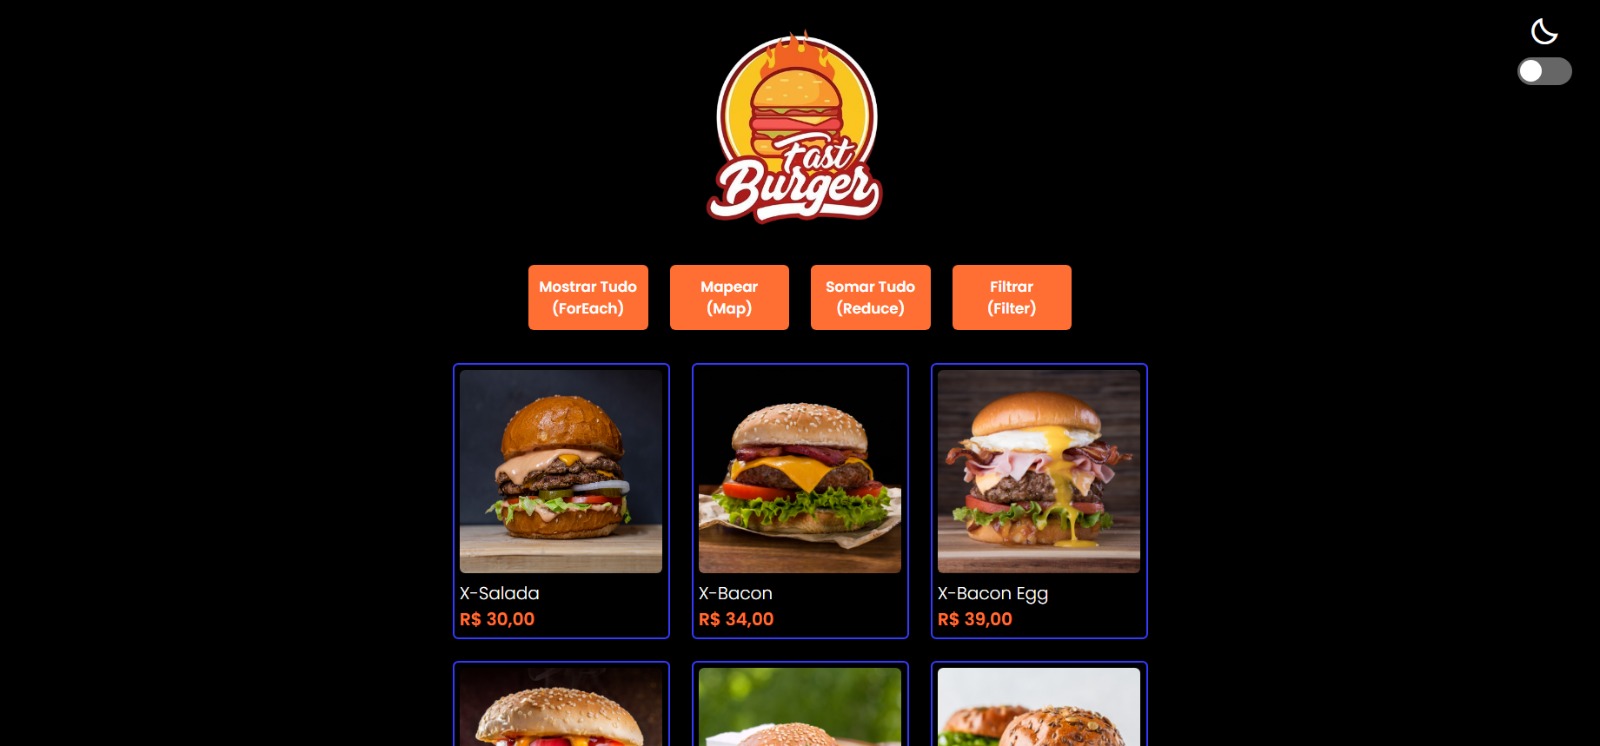 Fast
Burger
Mostrar Tudo
(ForEach)
Mapear
(Map)
Somar Tudo
(Reduce)
Filtrar
(Filter)
X-Salada
R$ 30,00
X-Bacon
R$ 34,00
X-Bacon Egg
R$ 39,00